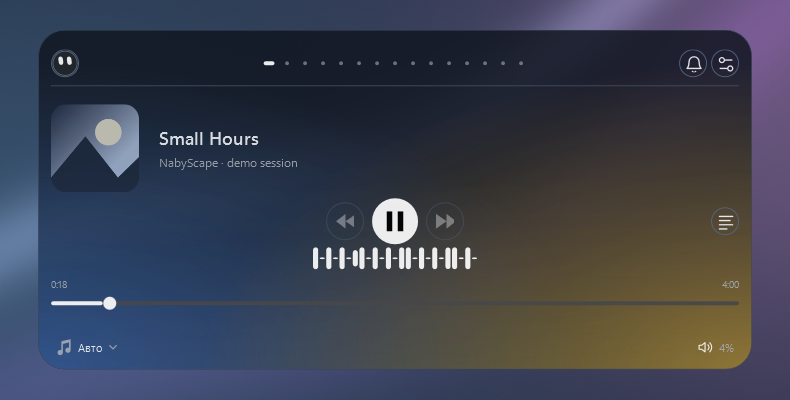 Small Hours
NabyScape · demo session
0:18
4:00
Авто
4%